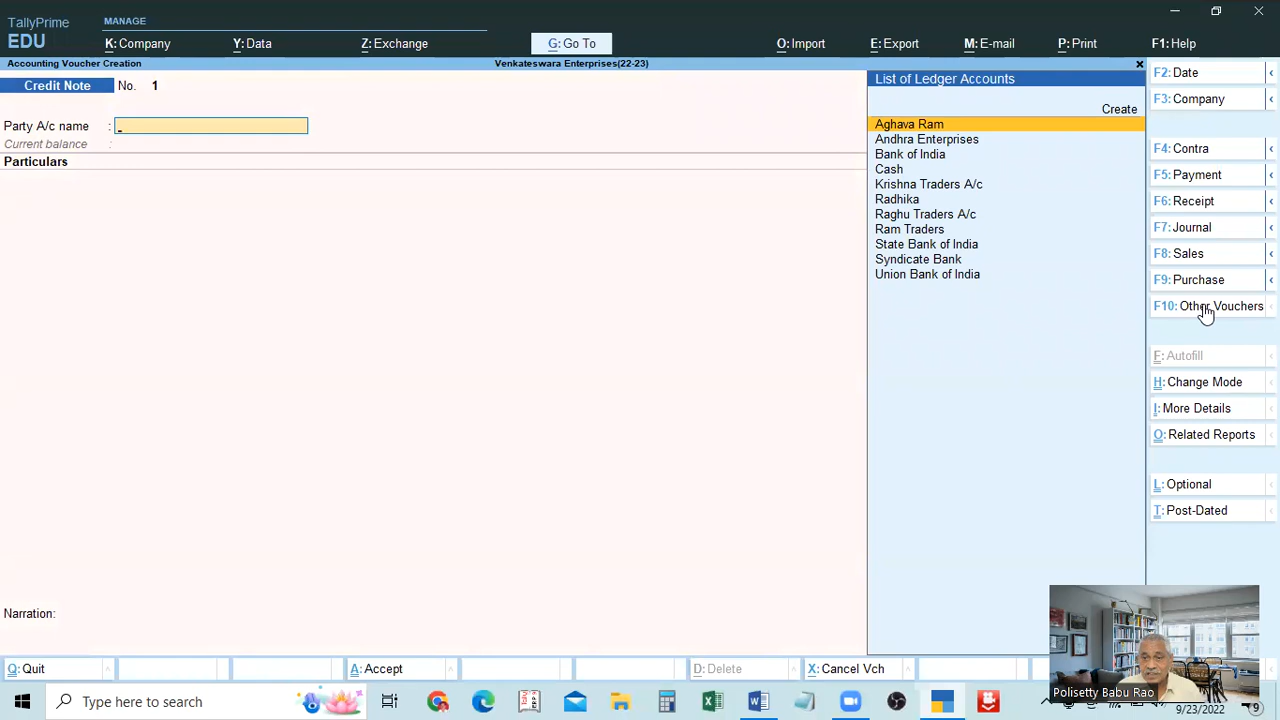 TallyPrime
EDU
MANAGE
K: Company
Y: Data
Z: Exchange
G: Go To
O: Import
E: Export
M: E-mail
P: Print
F1: Help
Accounting Voucher Creation
Venkateswara Enterprises(22-23)
Credit Note No. 1
Party A/c name :
Current balance :
Particulars
Narration:
List of Ledger Accounts
Create
Aghava Ram
Andhra Enterprises
Bank of India
Cash
Krishna Traders A/c
Radhika
Raghu Traders A/c
Ram Traders
State Bank of India
Syndicate Bank
Union Bank of India
F2: Date
F3: Company
F4: Contra
F5: Payment
F6: Receipt
F7: Journal
F8: Sales
F9: Purchase
F10: Other Vouchers
F: Autofill
H: Change Mode
I: More Details
O: Related Reports
L: Optional
T: Post-Dated
Q: Quit
A: Accept
D: Delete
X: Cancel Vch
Polisetty Babu Rao
Type here to search
9/23/2022
9